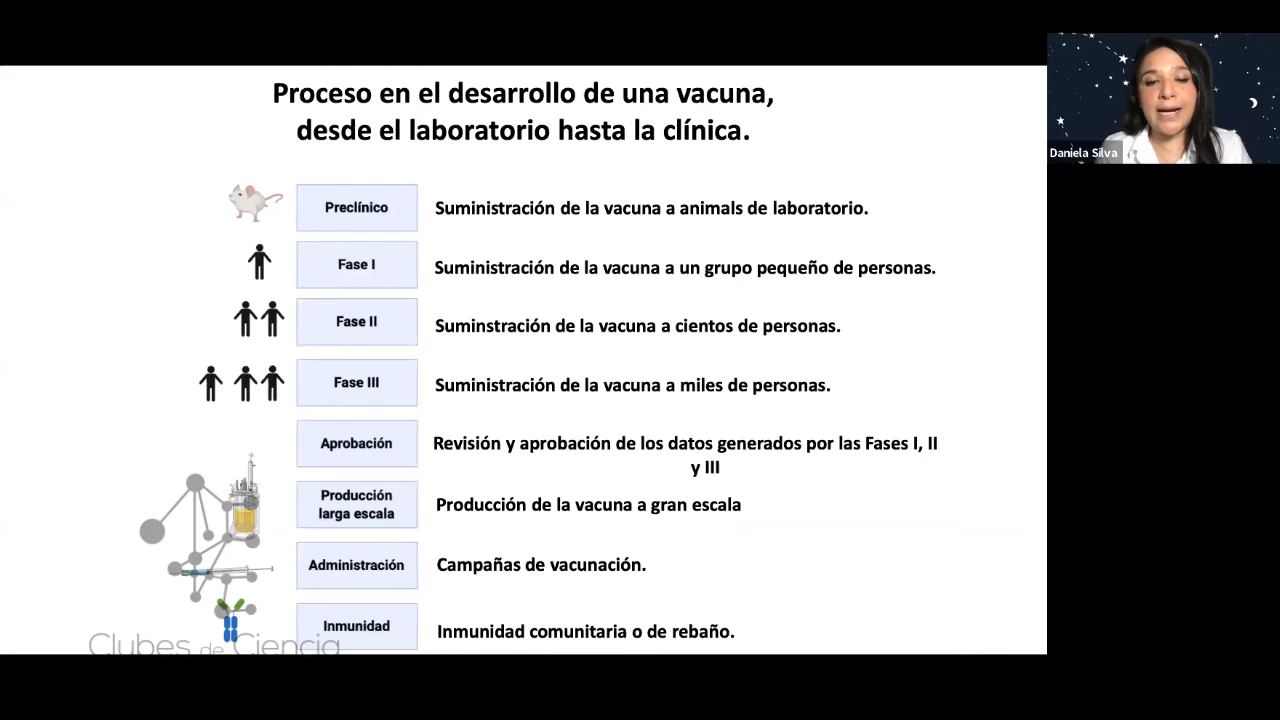 Proceso en el desarrollo de una vacuna,
desde el laboratorio hasta la clínica.
Daniela Silva
Preclínico
Suministración de la vacuna a animals de laboratorio.
Fase I
Suministración de la vacuna a un grupo pequeño de personas.
Fase II
Suminstración de la vacuna a cientos de personas.
Fase III
Suministración de la vacuna a miles de personas.
Aprobación
Revisión y aprobación de los datos generados por las Fases I, II
y III
Producción
larga escala
Producción de la vacuna a gran escala
Administración
Campañas de vacunación.
Inmunidad
Inmunidad comunitaria o de rebaño.
Clubes de Ciencia